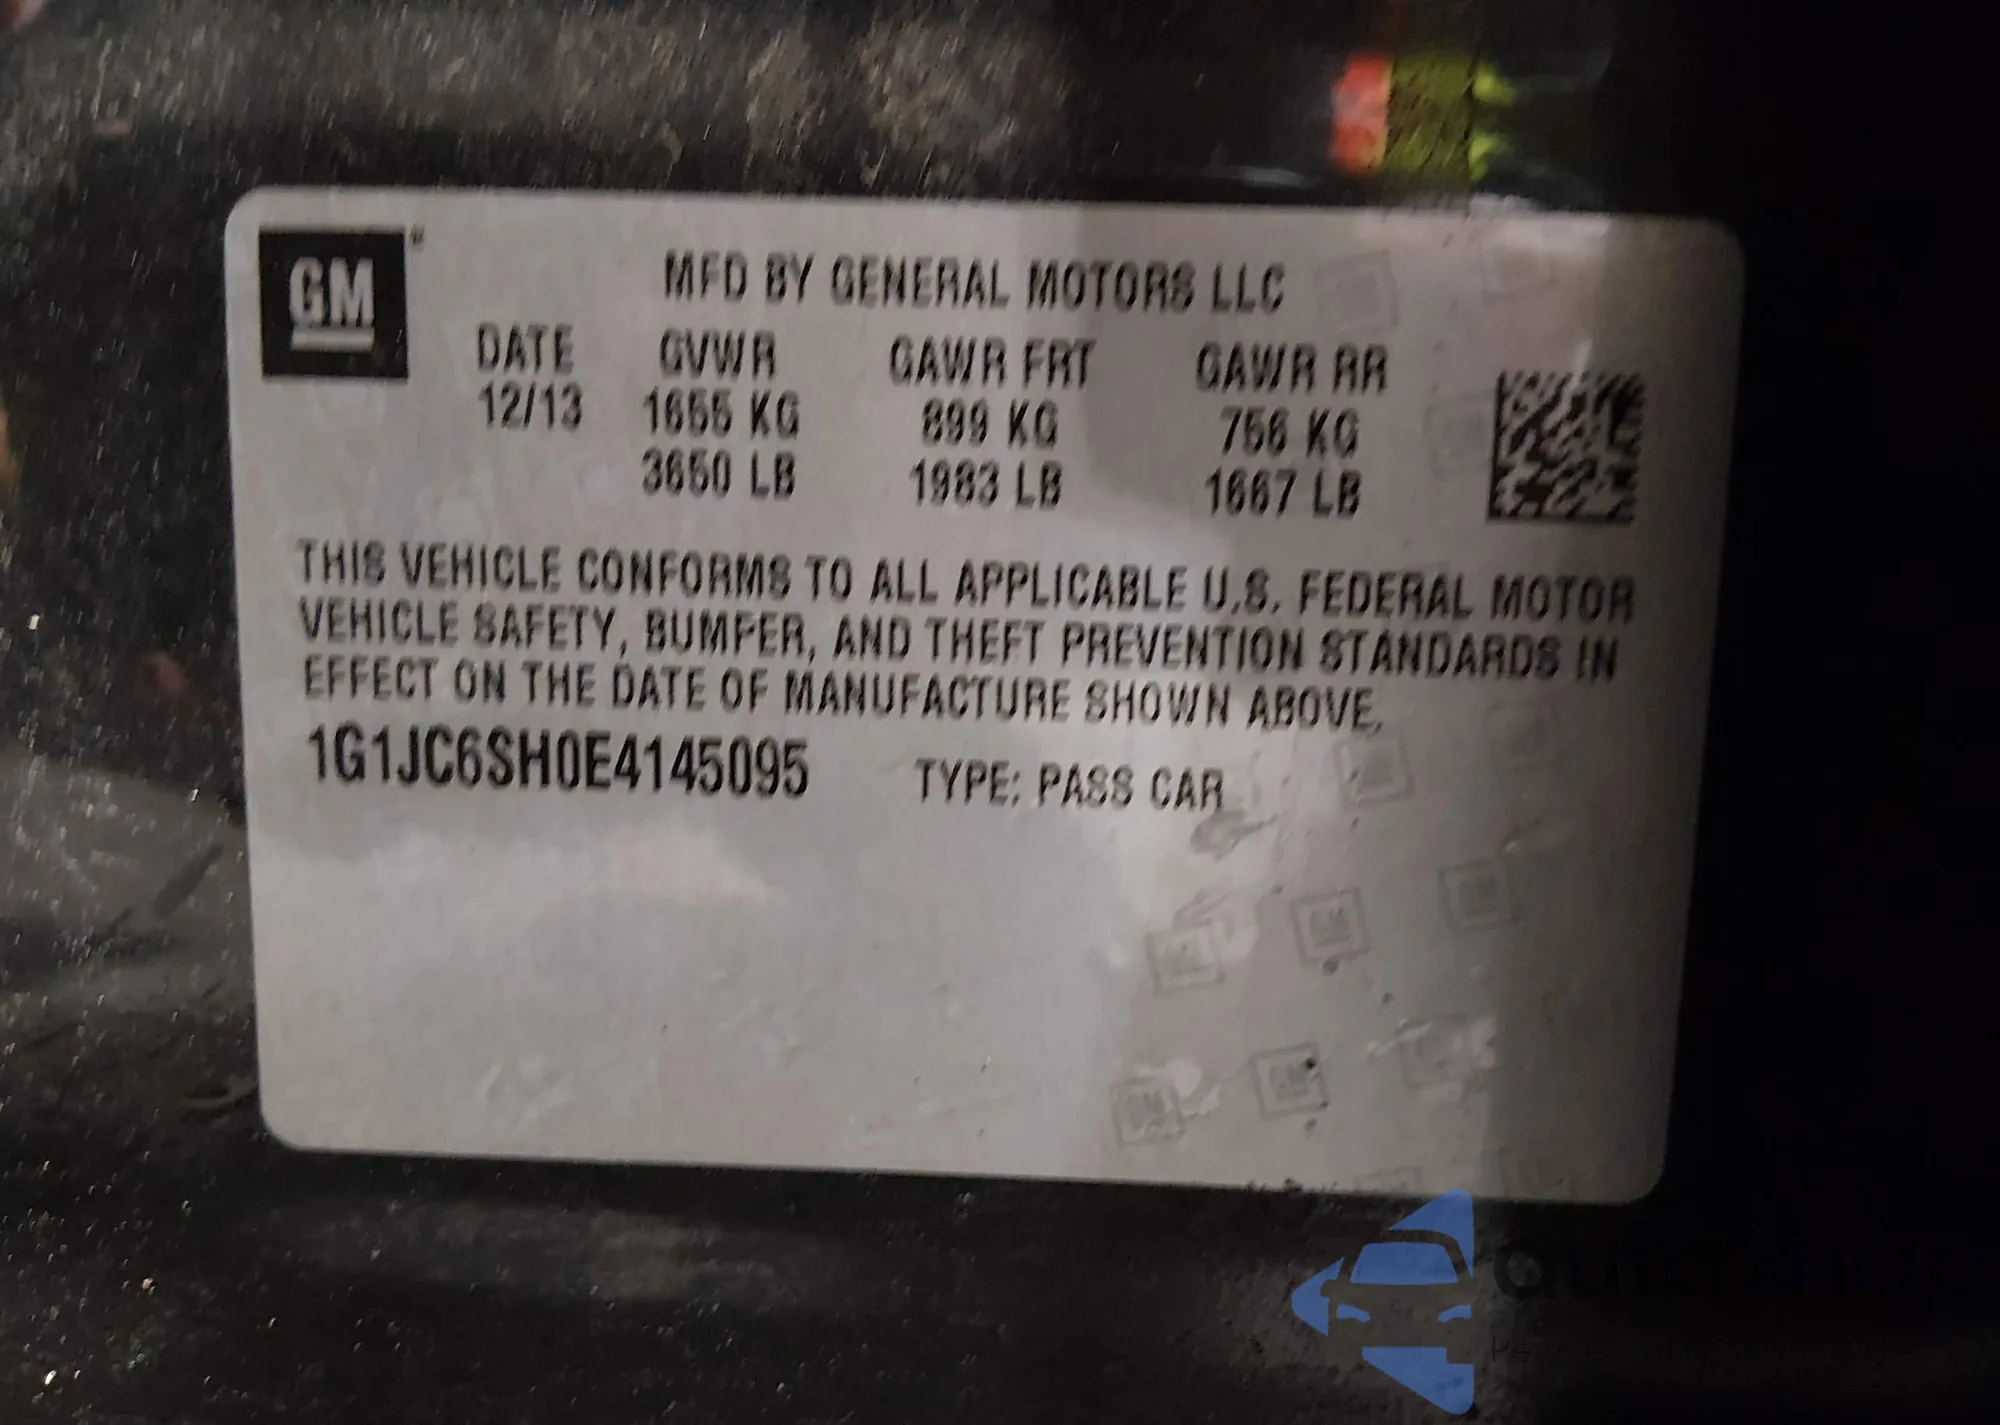 GM
MFD BY GENERAL MOTORS LLC
DATE GVWR GAWR FRT GAWR RR
12/13 1655 KG 899 KG 756 KG
3650 LB 1983 LB 1667 LB
THIS VEHICLE CONFORMS TO ALL APPLICABLE U.S. FEDERAL MOTOR
VEHICLE SAFETY, BUMPER, AND THEFT PREVENTION STANDARDS IN
EFFECT ON THE DATE OF MANUFACTURE SHOWN ABOVE.
1G1JC6SH0E4145095 TYPE: PASS CAR